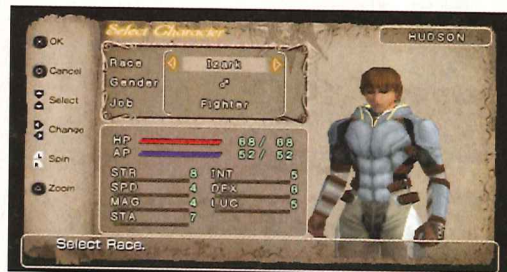 Select Character
HUDSON
OK
Cancel
Select
Change
Spin
Zoom
Race Izark
Gender ♂
Job Fighter
HP 68/ 68
AP 52/ 52
STR 8 INT 5
SPD 4 DEX 6
MAG 4 LUC 5
STA 7
Select Race.